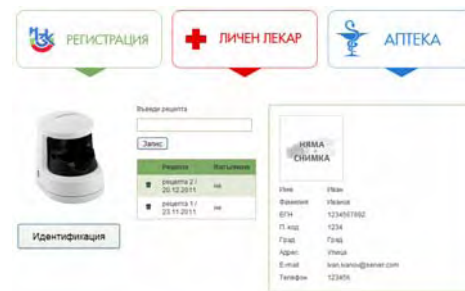 РЕГИСТРАЦИЯ
ЛИЧЕН ЛЕКАР
АПТЕКА
Въведи рецепта
Запис
Рецепта Изпълнена
рецепта 2 / 20.12.2011 не
рецепта 1 / 23.11.2011 не
Идентификация
НЯМА
СНИМКА
Име Иван
Фамилия Иванов
ЕГН 1234567892
П. код 1234
Град Град
Адрес Улица
E-mail ivan.ivanov@server.com
Телефон 123456